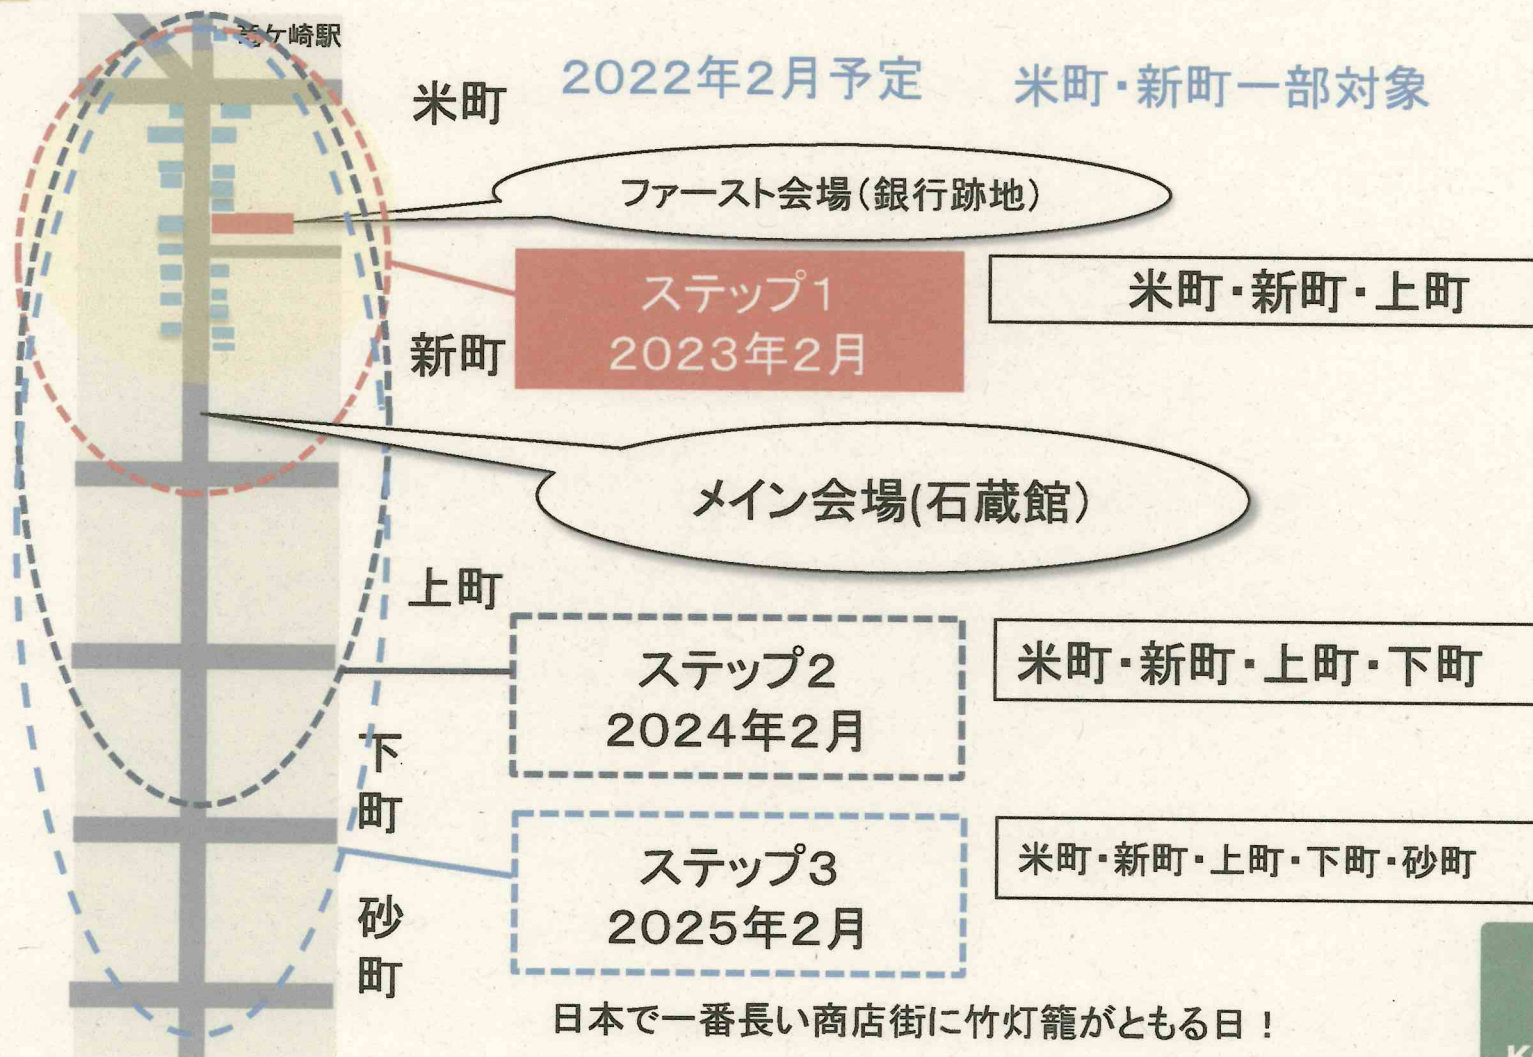 竜ケ崎駅
米町
2022年2月予定
米町・新町一部対象
ファースト会場(銀行跡地)
ステップ1
2023年2月
米町・新町・上町
新町
メイン会場(石蔵館)
上町
ステップ2
2024年2月
米町・新町・上町・下町
下町
ステップ3
2025年2月
米町・新町・上町・下町・砂町
砂町
日本で一番長い商店街に竹灯籠がともる日!